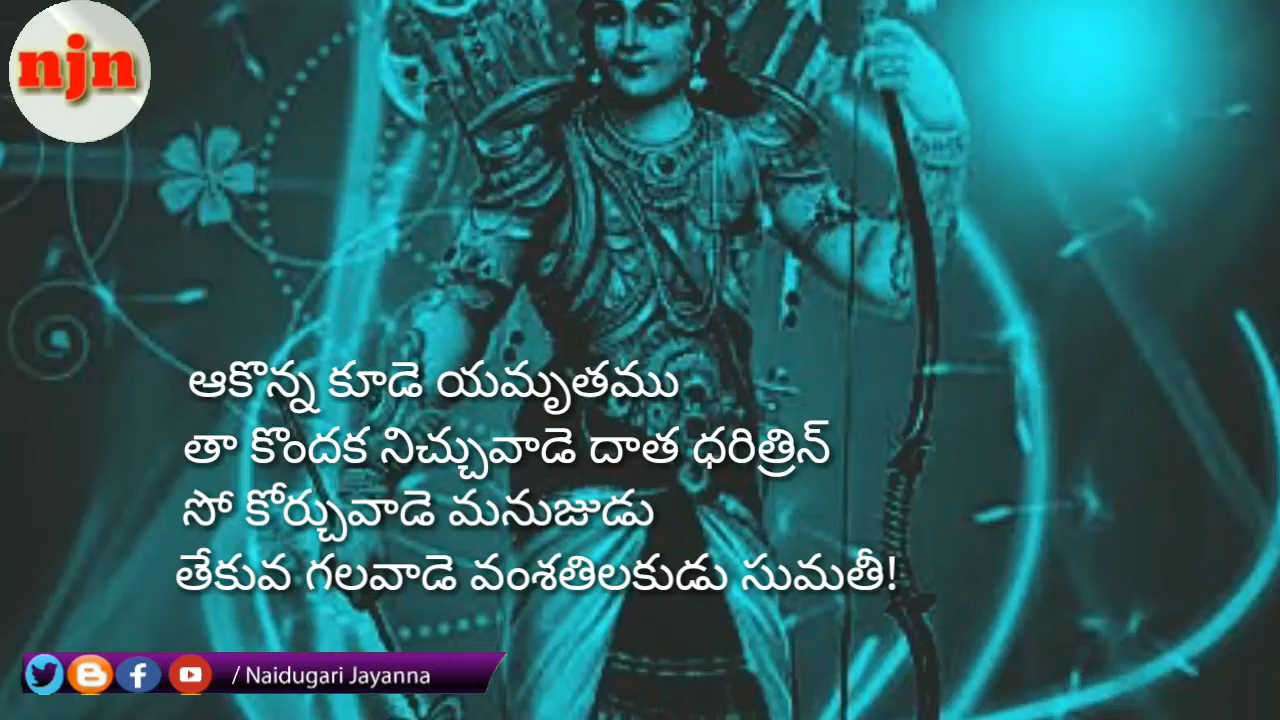 njn
ఆకొన్న కూడె యమృతము
తా కొందక నిచ్చువాడె దాత ధరిత్రిన్
సో కోర్చువాడె మనుజుడు
తేకువ గలవాడె వంశతిలకుడు సుమతీ!
/ Naidugari Jayanna